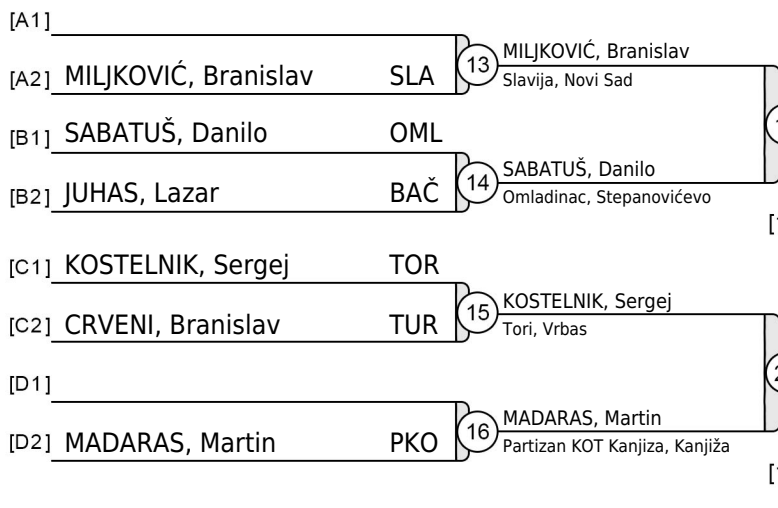 [A1]
[A2] MILJKOVIĆ, Branislav SLA
13
MILJKOVIĆ, Branislav
Slavija, Novi Sad
[B1] SABATUŠ, Danilo OML
[B2] JUHAS, Lazar BAČ
14
SABATUŠ, Danilo
Omladinac, Stepanovićevo
[C1] KOSTELNIK, Sergej TOR
[C2] CRVENI, Branislav TUR
15
KOSTELNIK, Sergej
Tori, Vrbas
[D1]
[D2] MADARAS, Martin PKO
16
MADARAS, Martin
Partizan KOT Kanjiza, Kanjiža